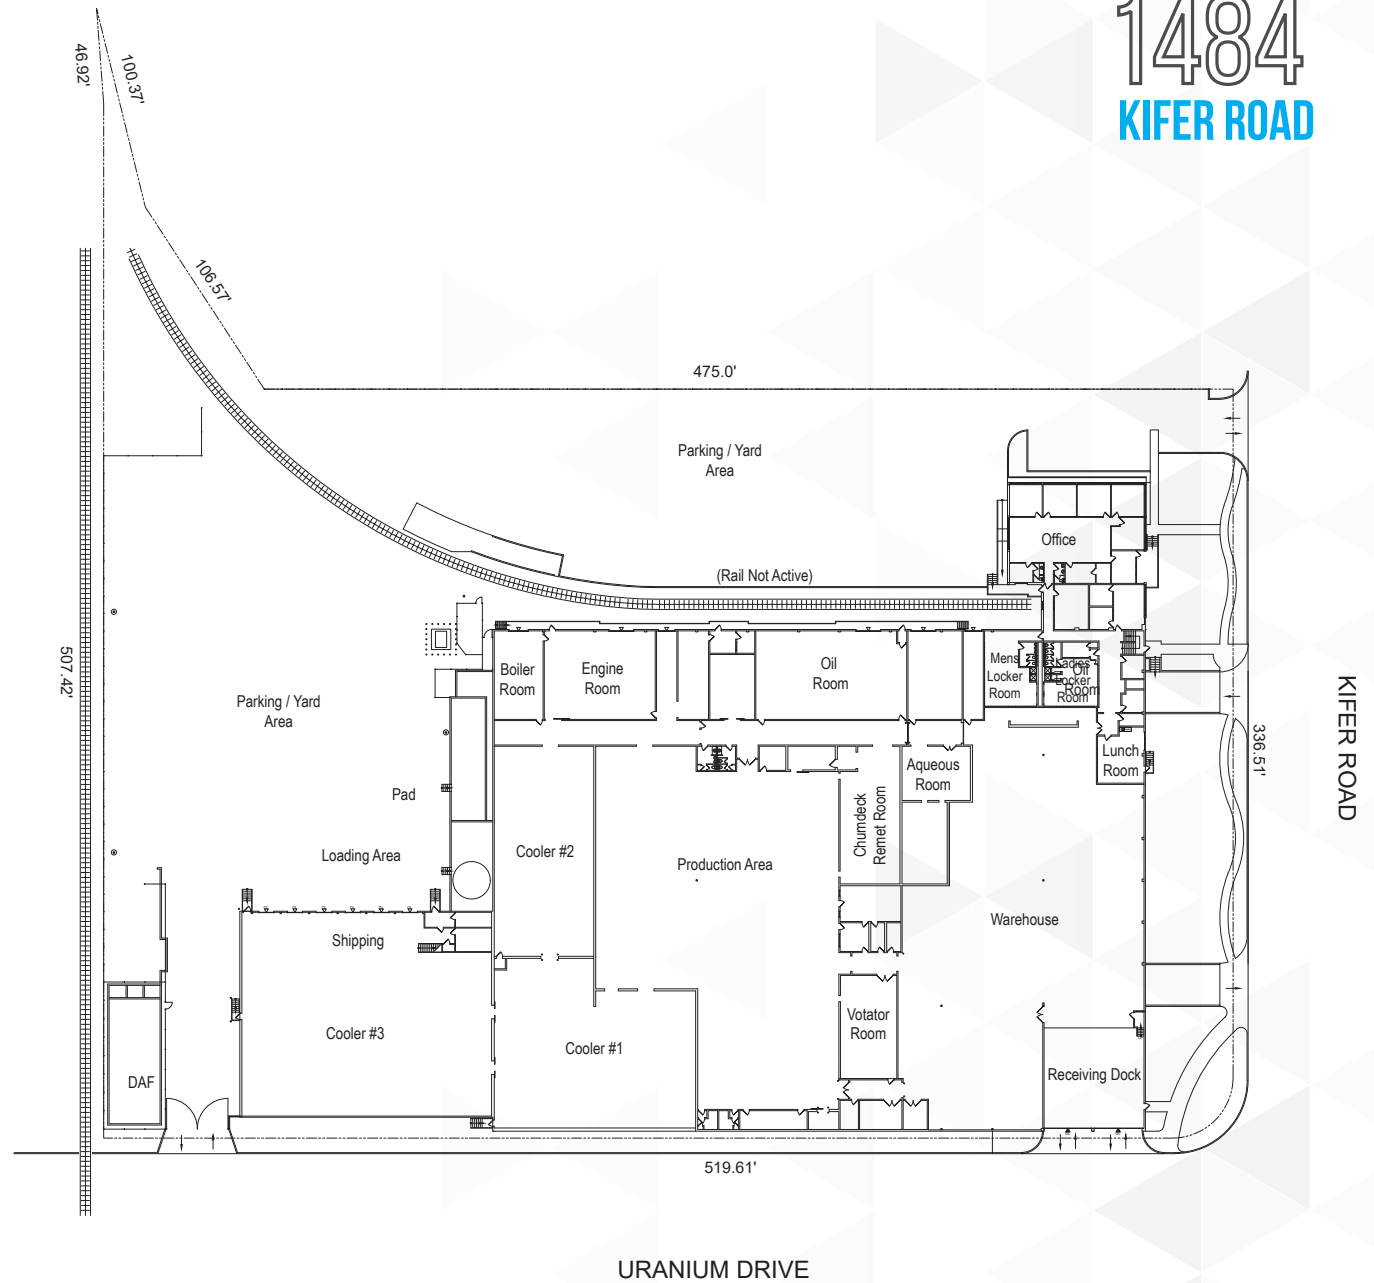 1484
KIFER ROAD
46.92'
100.37'
106.57'
475.0'
Parking / Yard
Area
Office
(Rail Not Active)
507.42'
Boiler
Room
Engine
Room
Oil
Room
Mens
Locker
Room
Ladies
Locker
Room
Oil
Room
Parking / Yard
Area
KIFER ROAD
336.51'
Lunch
Room
Aqueous
Room
Pad
Chumdeck
Remet Room
Loading Area
Cooler #2
Production Area
Warehouse
Shipping
Cooler #3
Cooler #1
Votator
Room
DAF
Receiving Dock
519.61'
URANIUM DRIVE